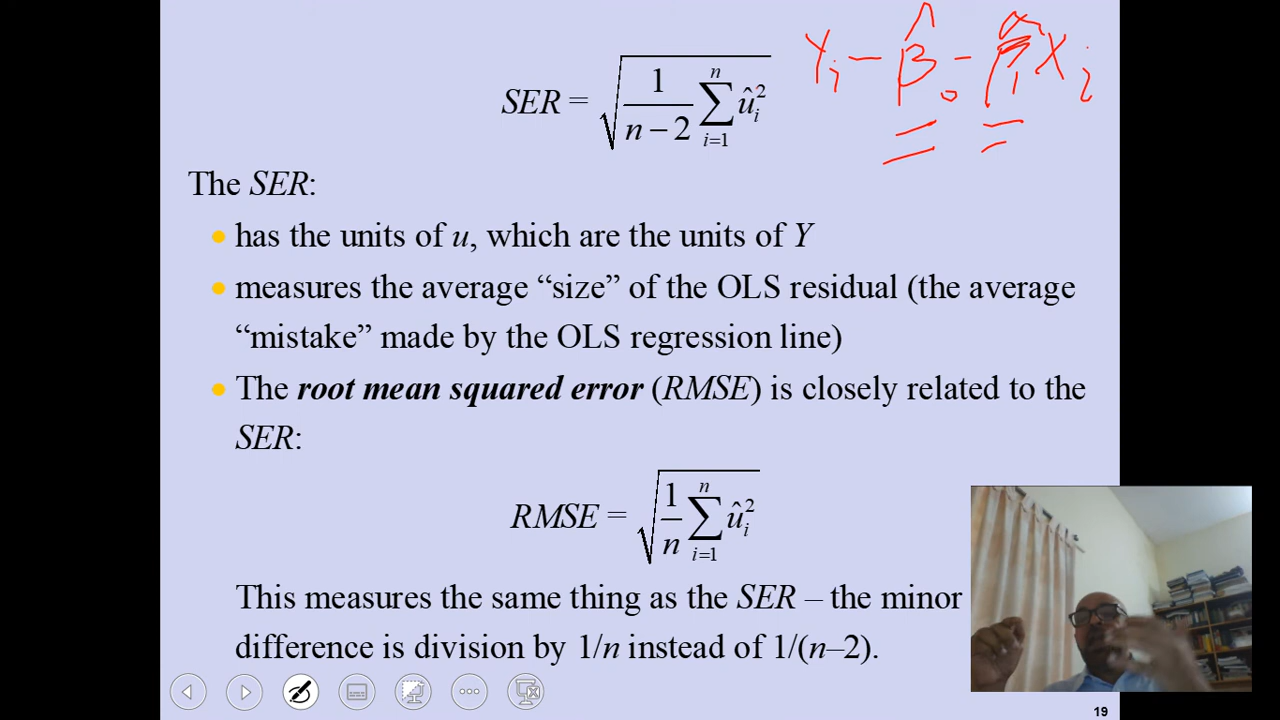 SER = √(1/(n−2) Σ_{i=1}^{n} û_i²)
Y_i − β̂_0 − β̂_1 X_i
The SER:
• has the units of u, which are the units of Y
• measures the average “size” of the OLS residual (the average
“mistake” made by the OLS regression line)
• The root mean squared error (RMSE) is closely related to the
SER:
RMSE = √(1/n Σ_{i=1}^{n} û_i²)
This measures the same thing as the SER – the minor
difference is division by 1/n instead of 1/(n–2).
19